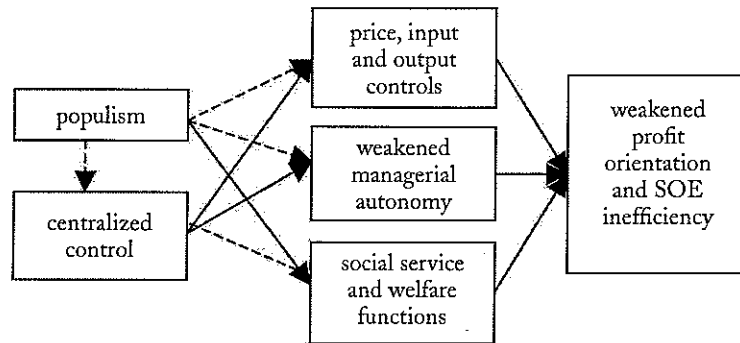 populism
centralized
control
price, input
and output
controls
weakened
managerial
autonomy
social service
and welfare
functions
weakened
profit
orientation
and SOE
inefficiency